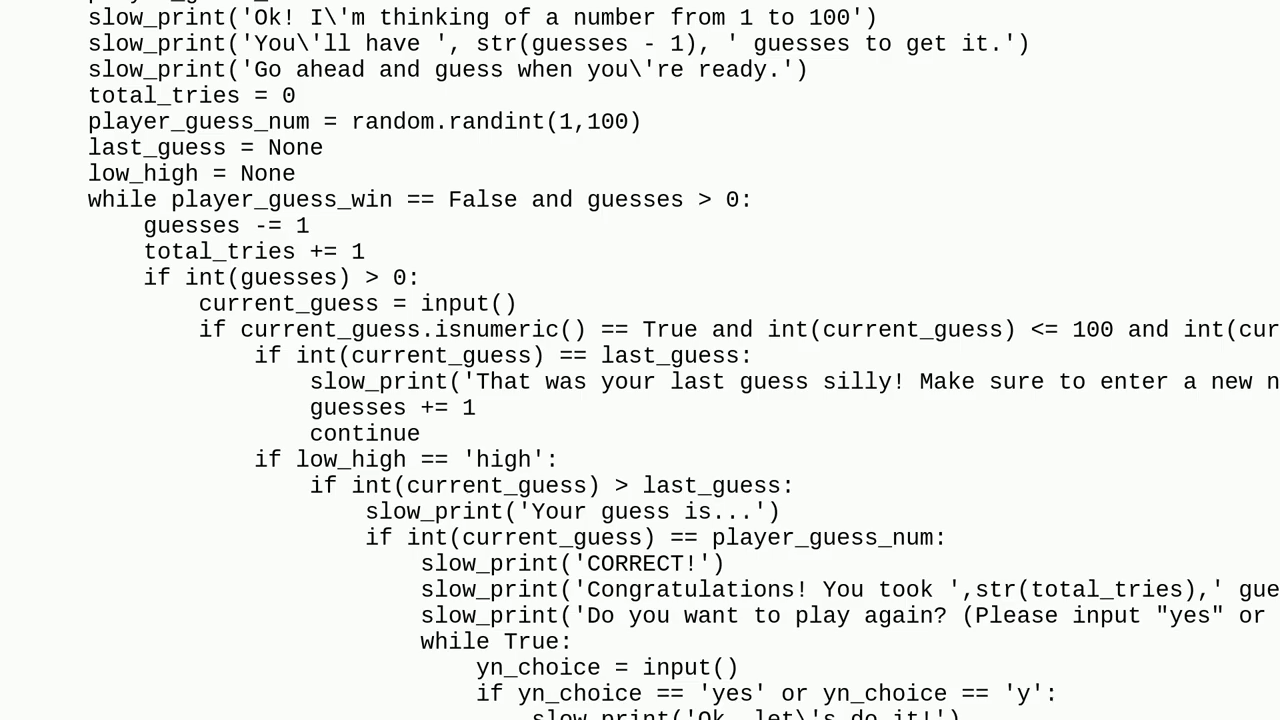 slow_print('Ok! I\'m thinking of a number from 1 to 100')
slow_print('You\'ll have ', str(guesses - 1), ' guesses to get it.')
slow_print('Go ahead and guess when you\'re ready.')
total_tries = 0
player_guess_num = random.randint(1,100)
last_guess = None
low_high = None
while player_guess_win == False and guesses > 0:
guesses -= 1
total_tries += 1
if int(guesses) > 0:
current_guess = input()
if current_guess.isnumeric() == True and int(current_guess) <= 100 and int(cur
if int(current_guess) == last_guess:
slow_print('That was your last guess silly! Make sure to enter a new n
guesses += 1
continue
if low_high == 'high':
if int(current_guess) > last_guess:
slow_print('Your guess is...')
if int(current_guess) == player_guess_num:
slow_print('CORRECT!')
slow_print('Congratulations! You took ',str(total_tries),' gue
slow_print('Do you want to play again? (Please input "yes" or
while True:
yn_choice = input()
if yn_choice == 'yes' or yn_choice == 'y':
slow_print('Ok, let\'s do it!')